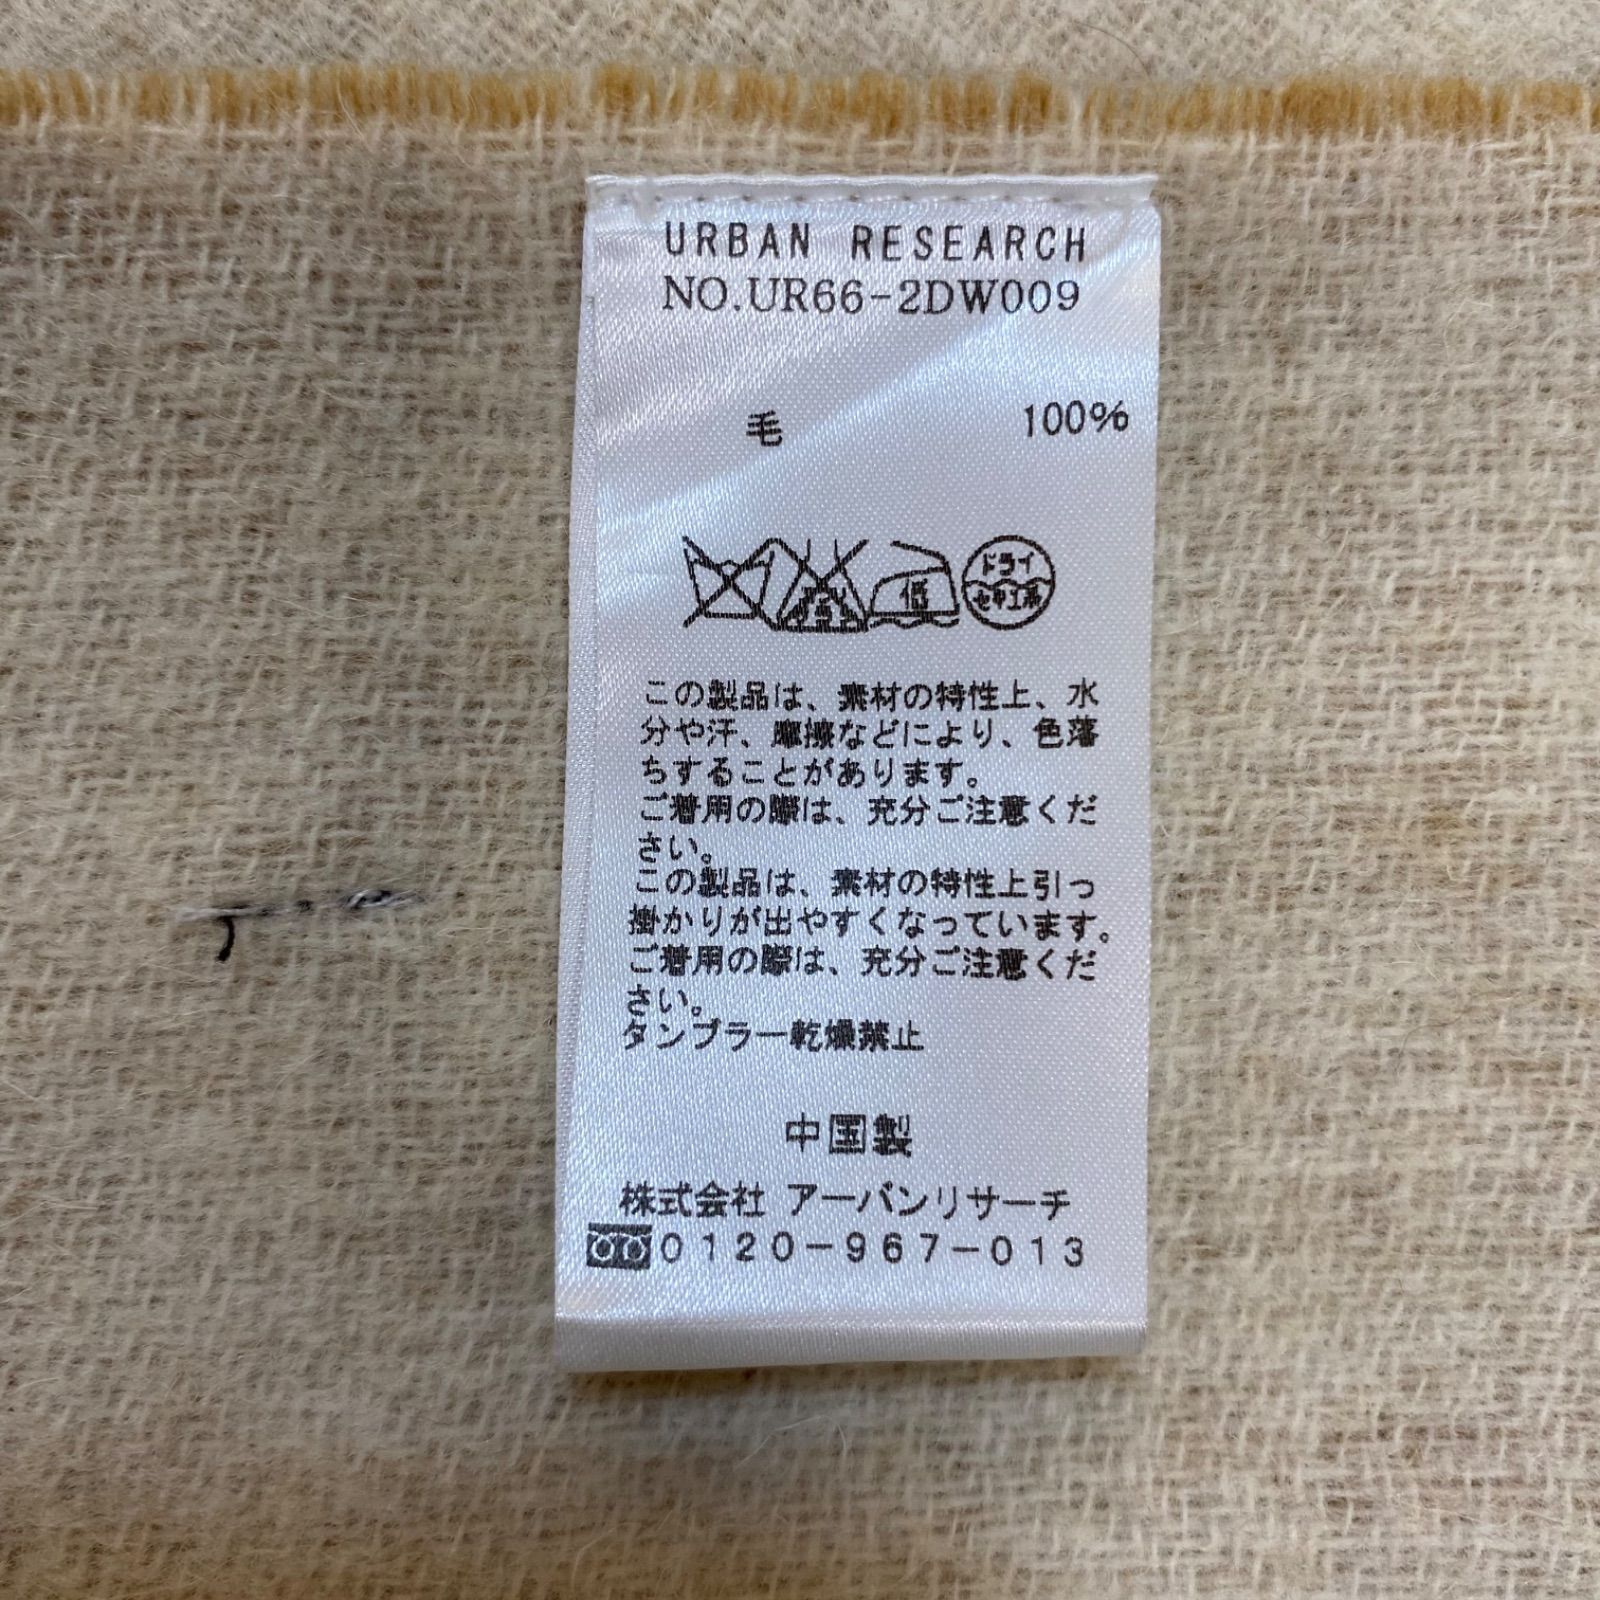 URBAN RESEARCH
NO.UR66-2DW009
毛 100%
低 ドライ
セキユ系
この製品は、素材の特性上、水
分や汗、摩擦などにより、色落
ちすることがあります。
ご着用の際は、充分ご注意くだ
さい。
この製品は、素材の特性上引っ
掛かりが出やすくなっています。
ご着用の際は、充分ご注意くだ
さい。
タンブラー乾燥禁止
中国製
株式会社 アーバンリサーチ
0120-967-013